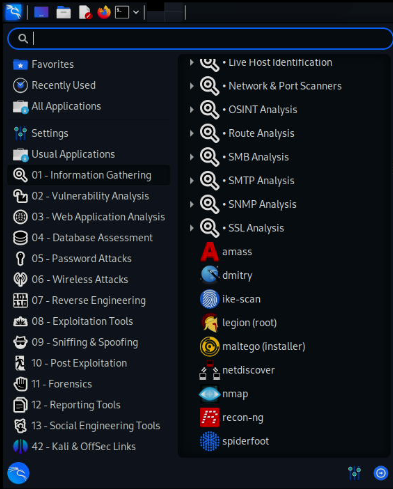 Favorites
Recently Used
All Applications
Settings
Usual Applications
01 - Information Gathering
02 - Vulnerability Analysis
03 - Web Application Analysis
04 - Database Assessment
05 - Password Attacks
06 - Wireless Attacks
07 - Reverse Engineering
08 - Exploitation Tools
09 - Sniffing & Spoofing
10 - Post Exploitation
11 - Forensics
12 - Reporting Tools
13 - Social Engineering Tools
42 - Kali & OffSec Links
• Live Host Identification
• Network & Port Scanners
• OSINT Analysis
• Route Analysis
• SMB Analysis
• SMTP Analysis
• SNMP Analysis
• SSL Analysis
amass
dmitry
ike-scan
legion (root)
maltego (installer)
netdiscover
nmap
recon-ng
spiderfoot